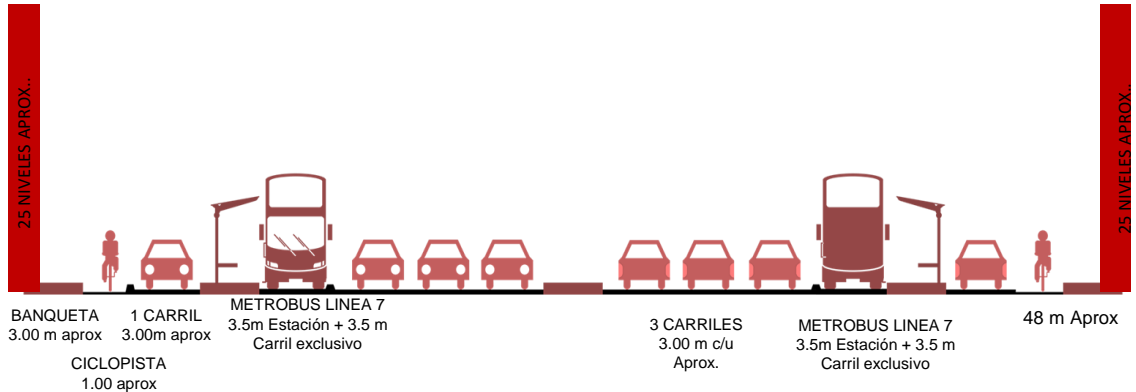 25 NIVELES APROX..
25 NIVELES APROX..
BANQUETA
3.00 m aprox
1 CARRIL
3.00m aprox
METROBUS LINEA 7
3.5m Estación + 3.5 m
Carril exclusivo
3 CARRILES
3.00 m c/u
Aprox.
METROBUS LINEA 7
3.5m Estación + 3.5 m
Carril exclusivo
48 m Aprox
CICLOPISTA
1.00 aprox